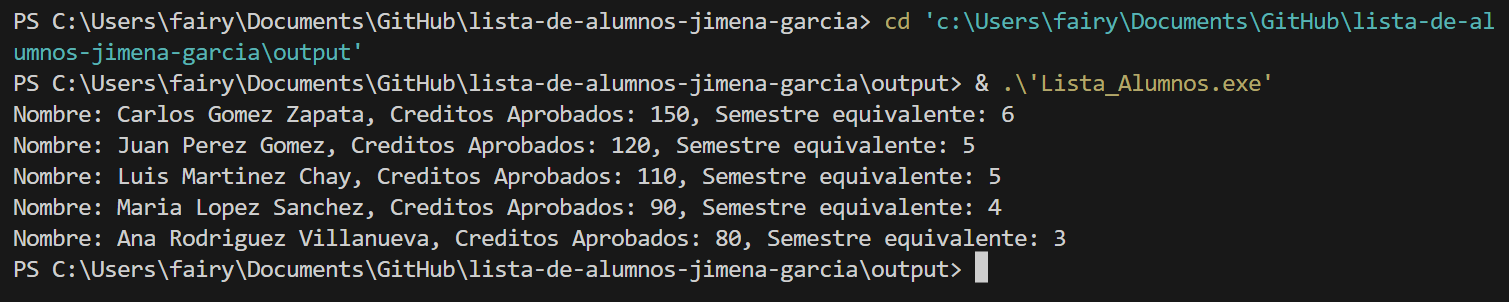 PS C:\Users\fairy\Documents\GitHub\lista-de-alumnos-jimena-garcia> cd 'c:\Users\fairy\Documents\GitHub\lista-de-al
umnos-jimena-garcia\output'
PS C:\Users\fairy\Documents\GitHub\lista-de-alumnos-jimena-garcia\output> & .\'Lista_Alumnos.exe'
Nombre: Carlos Gomez Zapata, Creditos Aprobados: 150, Semestre equivalente: 6
Nombre: Juan Perez Gomez, Creditos Aprobados: 120, Semestre equivalente: 5
Nombre: Luis Martinez Chay, Creditos Aprobados: 110, Semestre equivalente: 5
Nombre: Maria Lopez Sanchez, Creditos Aprobados: 90, Semestre equivalente: 4
Nombre: Ana Rodriguez Villanueva, Creditos Aprobados: 80, Semestre equivalente: 3
PS C:\Users\fairy\Documents\GitHub\lista-de-alumnos-jimena-garcia\output>